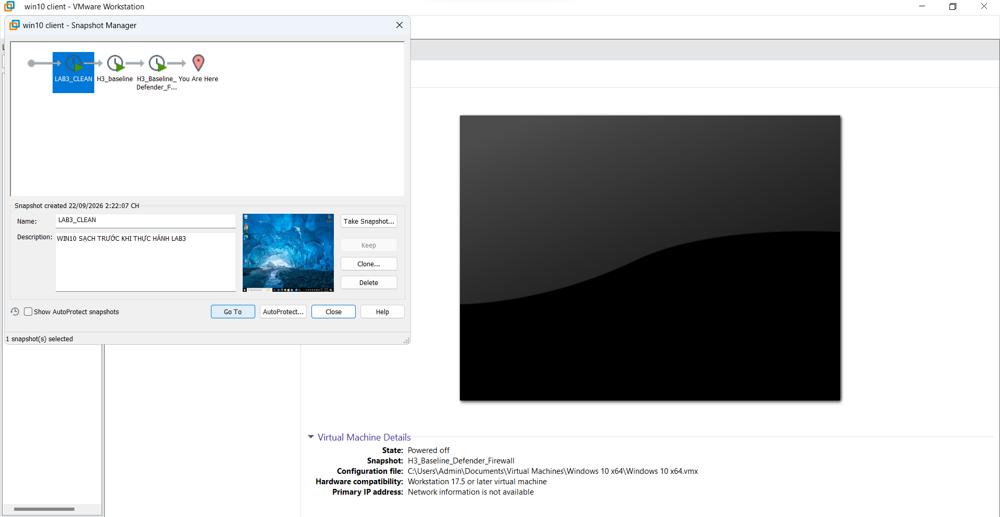 win10 client - VMware Workstation
win10 client - Snapshot Manager
LAB3_CLEAN
H3_baseline
H3_Baseline_
Defender_F...
You Are Here
Snapshot created 22/09/2026 2:22:07 CH
Name:
LAB3_CLEAN
Description:
WIN10 SẠCH TRƯỚC KHI THỰC HÀNH LAB3
Take Snapshot...
Keep
Clone...
Delete
Show AutoProtect snapshots
Go To
AutoProtect...
Close
Help
1 snapshot(s) selected
Virtual Machine Details
State: Powered off
Snapshot: H3_Baseline_Defender_Firewall
Configuration file: C:\Users\Admin\Documents\Virtual Machines\Windows 10 x64\Windows 10 x64.vmx
Hardware compatibility: Workstation 17.5 or later virtual machine
Primary IP address: Network information is not available